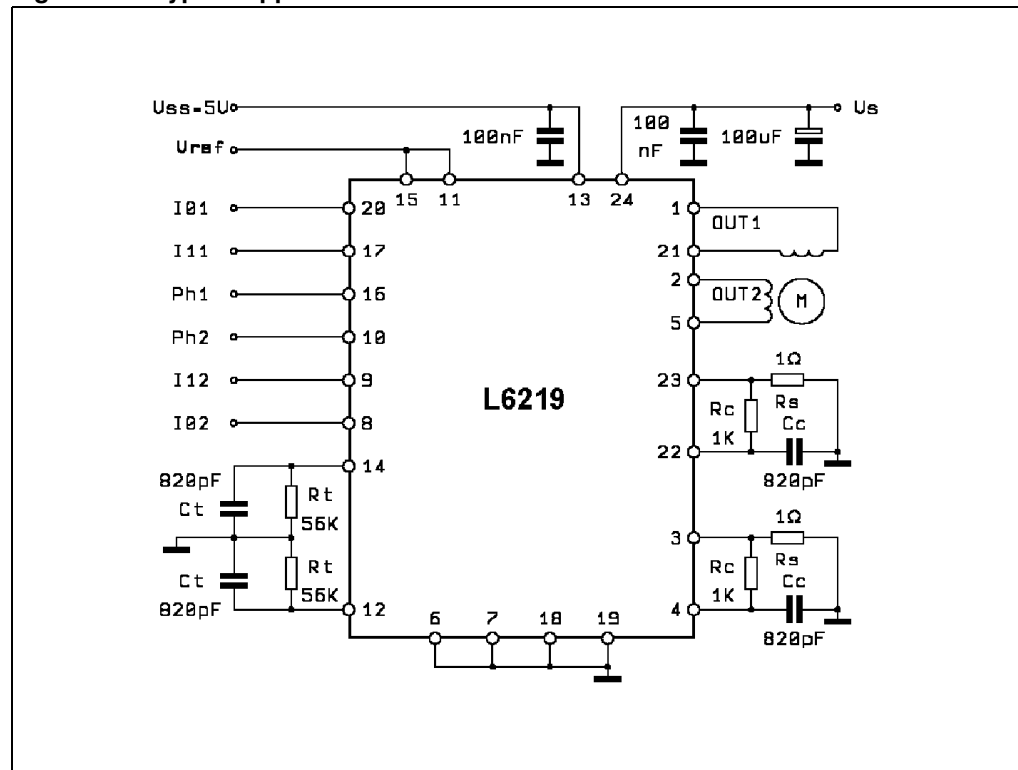 Uss-5V
Us
100nF
100
nF
100uF
Uref
15
11
13
24
I01
20
1
OUT1
I11
17
21
Ph1
16
2
OUT2
M
Ph2
10
5
I12
9
23
1Ω
L6219
Rc
Rs
1K
Cc
I02
8
22
820pF
14
820pF
Rt
Ct
56K
1Ω
3
Rt
Rs
Ct
56K
Rc
Cc
1K
820pF
12
6
7
18
19
4
820pF